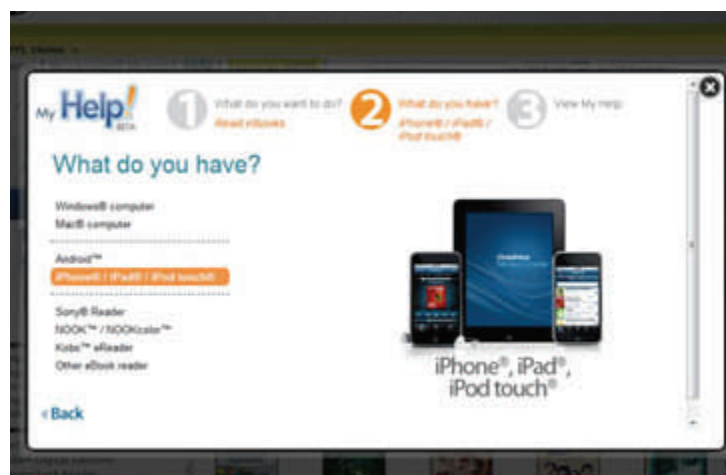 My Help!
BETA
1 What do you want to do?
Read eBooks
2 What do you have?
iPhone® / iPad® /
iPod touch®
3 View My Help
What do you have?
Windows® computer
Mac® computer
Android™
iPhone® / iPad® / iPod touch®
Sony® Reader
NOOK™ / NOOKcolor™
Kobo™ eReader
Other eBook reader
iPhone®, iPad®,
iPod touch®
Back